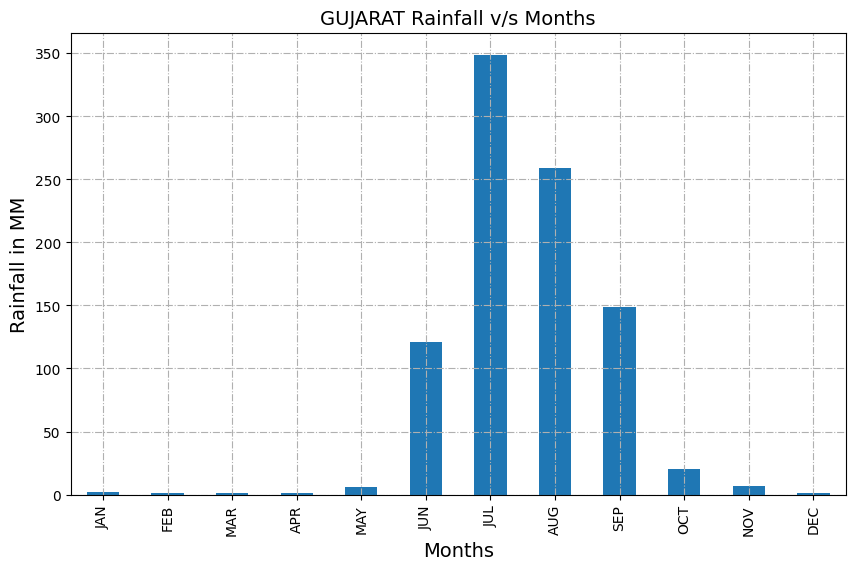 GUJARAT Rainfall v/s Months
Rainfall in MM
350
300
250
200
150
100
50
0
JAN FEB MAR APR MAY JUN JUL AUG SEP OCT NOV DEC
Months